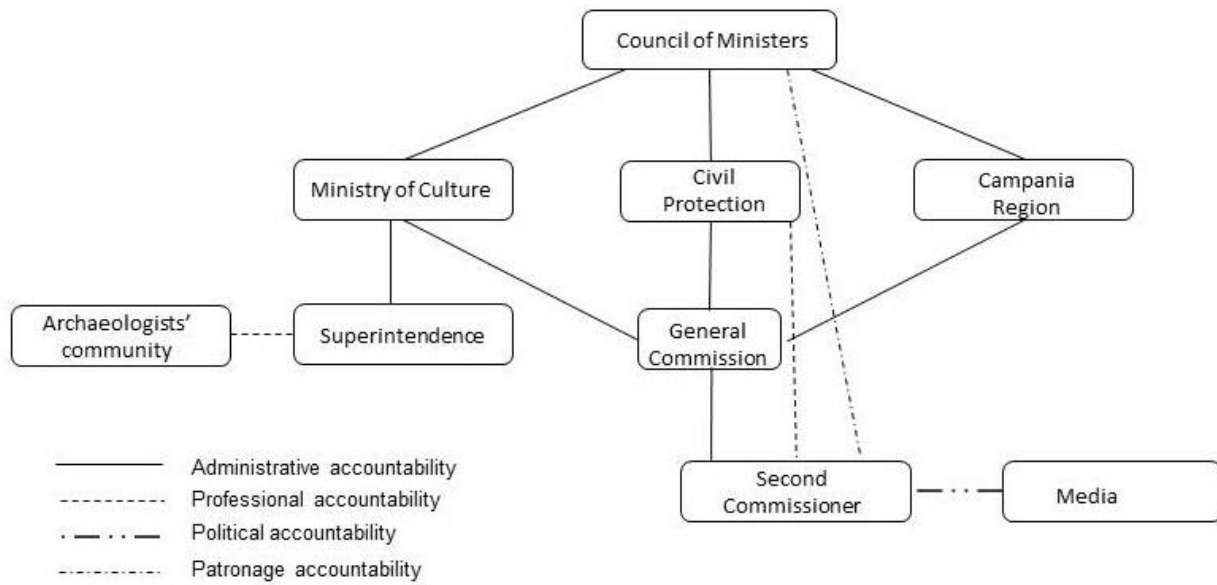 Council of Ministers
Ministry of Culture
Civil
Protection
Campania
Region
Archaeologists'
community
Superintendence
General
Commission
Second
Commissioner
Media
Administrative accountability
Professional accountability
Political accountability
Patronage accountability